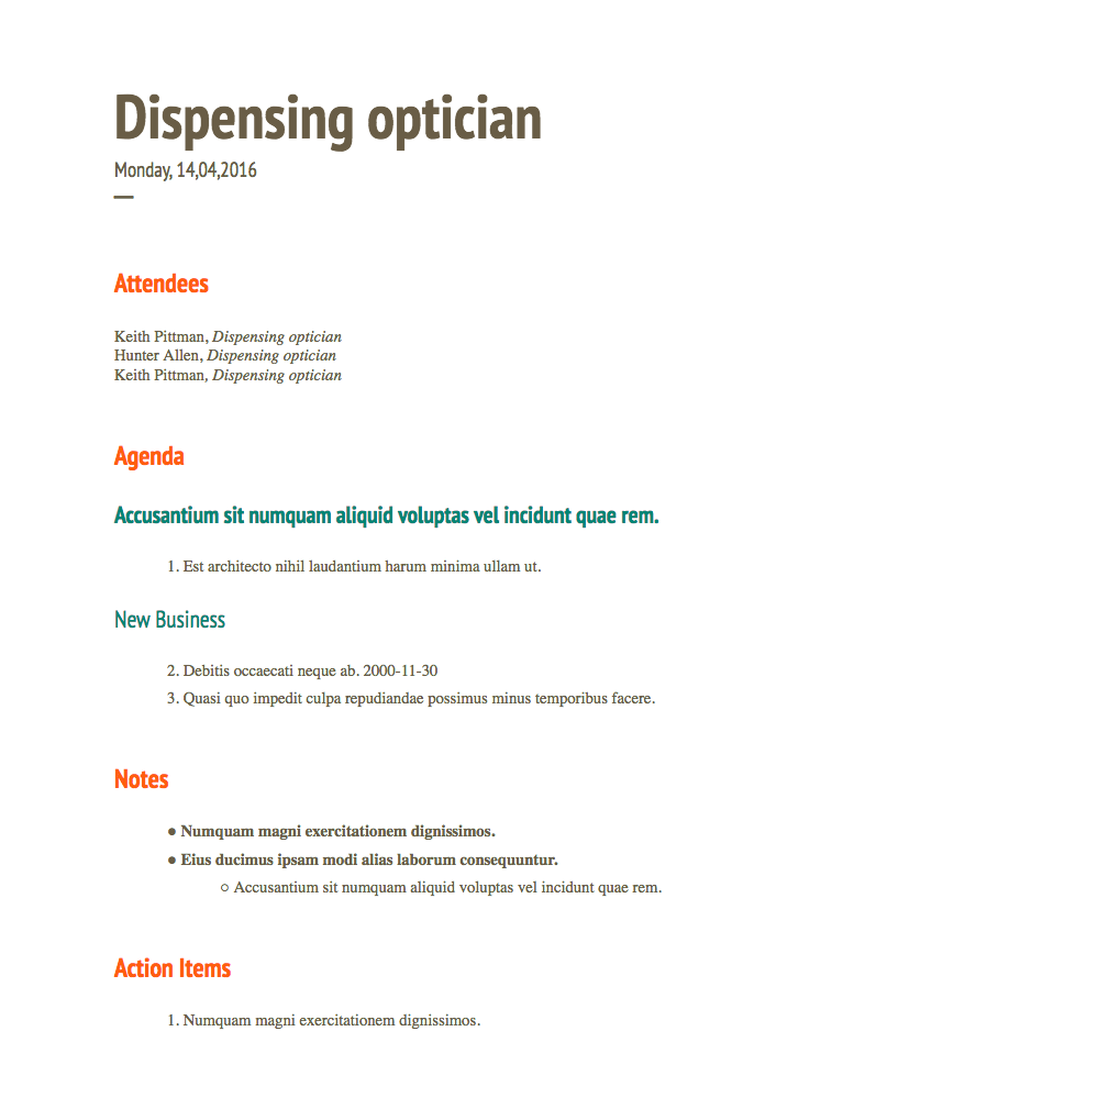 Dispensing optician
Monday, 14,04,2016
—
Attendees
Keith Pittman, Dispensing optician
Hunter Allen, Dispensing optician
Keith Pittman, Dispensing optician
Agenda
Accusantium sit numquam aliquid voluptas vel incidunt quae rem.
1. Est architecto nihil laudantium harum minima ullam ut.
New Business
2. Debitis occaecati neque ab. 2000-11-30
3. Quasi quo impedit culpa repudiandae possimus minus temporibus facere.
Notes
● Numquam magni exercitationem dignissimos.
● Eius ducimus ipsam modi alias laborum consequuntur.
○ Accusantium sit numquam aliquid voluptas vel incidunt quae rem.
Action Items
1. Numquam magni exercitationem dignissimos.